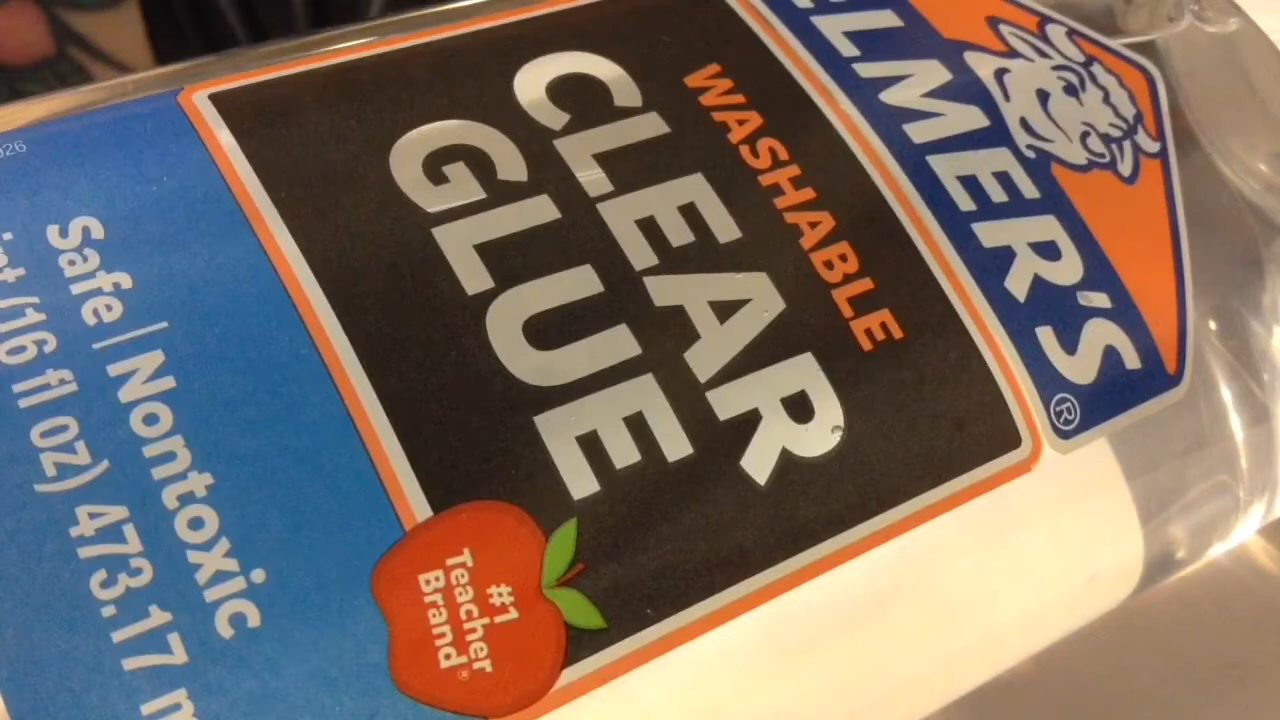 ELMER'S®
WASHABLE
CLEAR
GLUE
#1
Teacher
Brand®
Safe | Nontoxic
(16 fl oz) 473.17